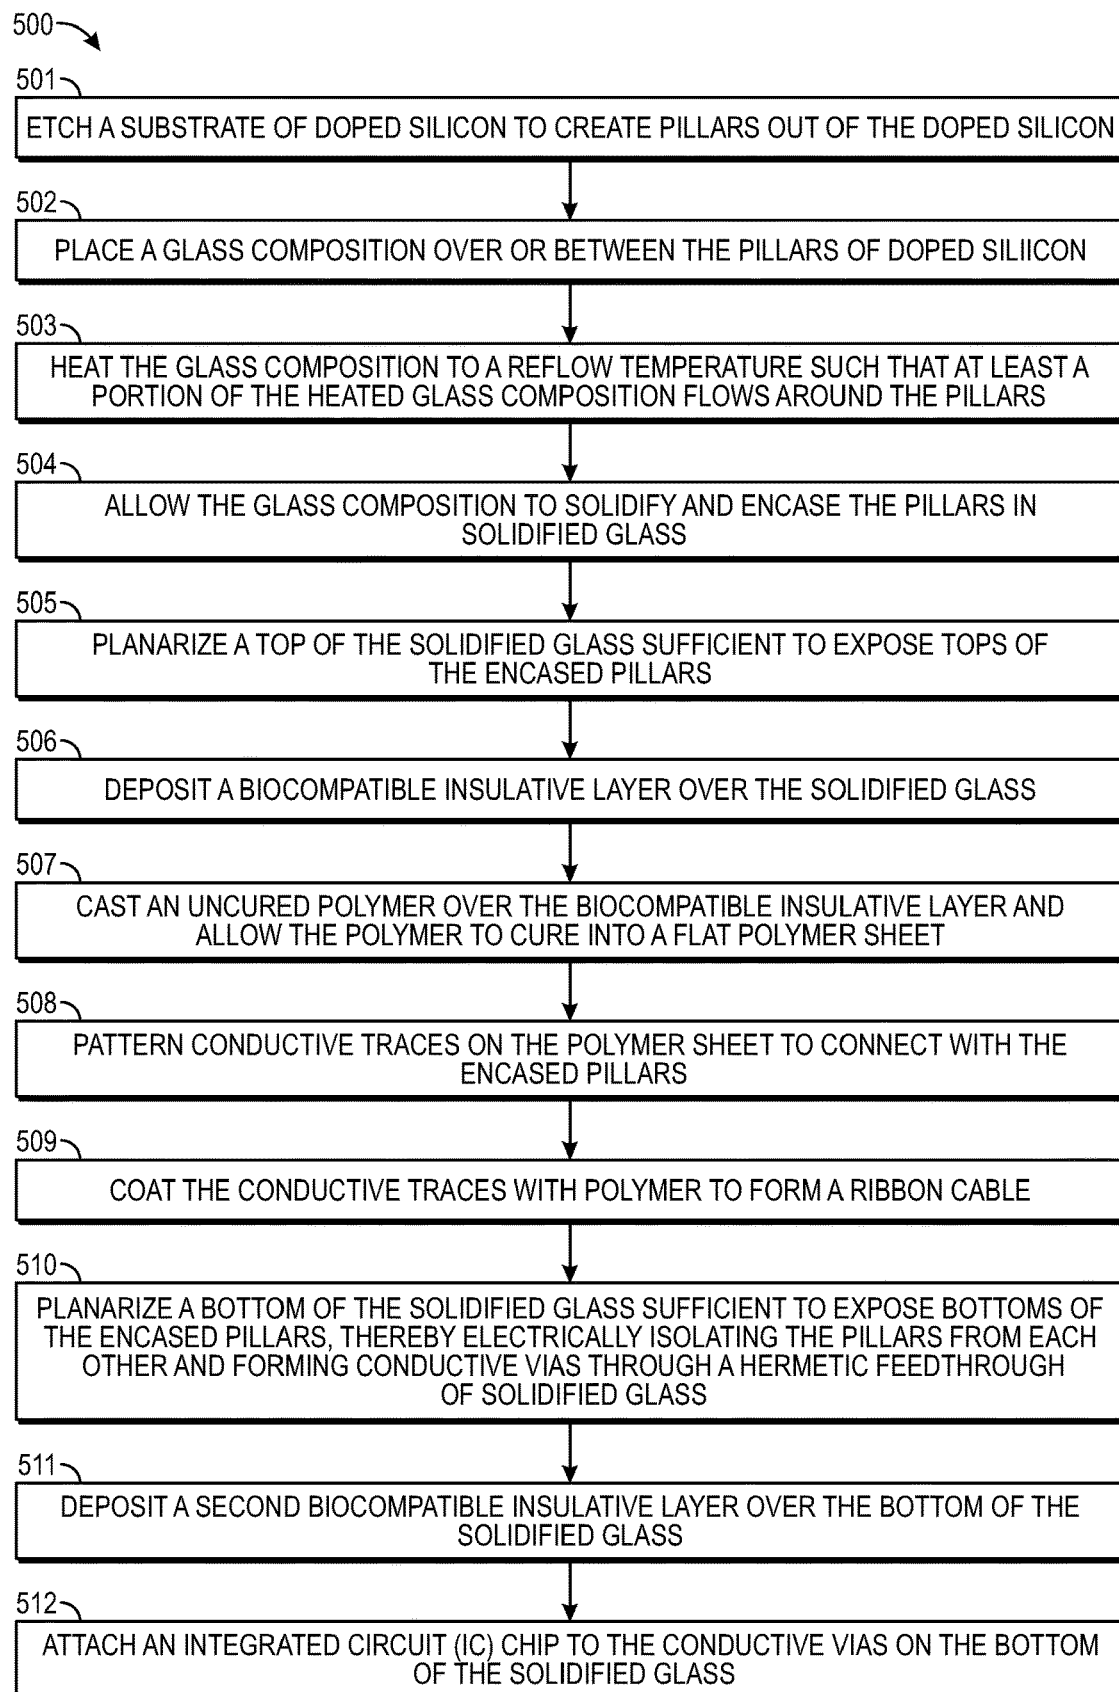 500
501
ETCH A SUBSTRATE OF DOPED SILICON TO CREATE PILLARS OUT OF THE DOPED SILICON
502
PLACE A GLASS COMPOSITION OVER OR BETWEEN THE PILLARS OF DOPED SILIICON
503
HEAT THE GLASS COMPOSITION TO A REFLOW TEMPERATURE SUCH THAT AT LEAST A
PORTION OF THE HEATED GLASS COMPOSITION FLOWS AROUND THE PILLARS
504
ALLOW THE GLASS COMPOSITION TO SOLIDIFY AND ENCASE THE PILLARS IN
SOLIDIFIED GLASS
505
PLANARIZE A TOP OF THE SOLIDIFIED GLASS SUFFICIENT TO EXPOSE TOPS OF
THE ENCASED PILLARS
506
DEPOSIT A BIOCOMPATIBLE INSULATIVE LAYER OVER THE SOLIDIFIED GLASS
507
CAST AN UNCURED POLYMER OVER THE BIOCOMPATIBLE INSULATIVE LAYER AND
ALLOW THE POLYMER TO CURE INTO A FLAT POLYMER SHEET
508
PATTERN CONDUCTIVE TRACES ON THE POLYMER SHEET TO CONNECT WITH THE
ENCASED PILLARS
509
COAT THE CONDUCTIVE TRACES WITH POLYMER TO FORM A RIBBON CABLE
510
PLANARIZE A BOTTOM OF THE SOLIDIFIED GLASS SUFFICIENT TO EXPOSE BOTTOMS OF
THE ENCASED PILLARS, THEREBY ELECTRICALLY ISOLATING THE PILLARS FROM EACH
OTHER AND FORMING CONDUCTIVE VIAS THROUGH A HERMETIC FEEDTHROUGH
OF SOLIDIFIED GLASS
511
DEPOSIT A SECOND BIOCOMPATIBLE INSULATIVE LAYER OVER THE BOTTOM OF THE
SOLIDIFIED GLASS
512
ATTACH AN INTEGRATED CIRCUIT (IC) CHIP TO THE CONDUCTIVE VIAS ON THE BOTTOM
OF THE SOLIDIFIED GLASS